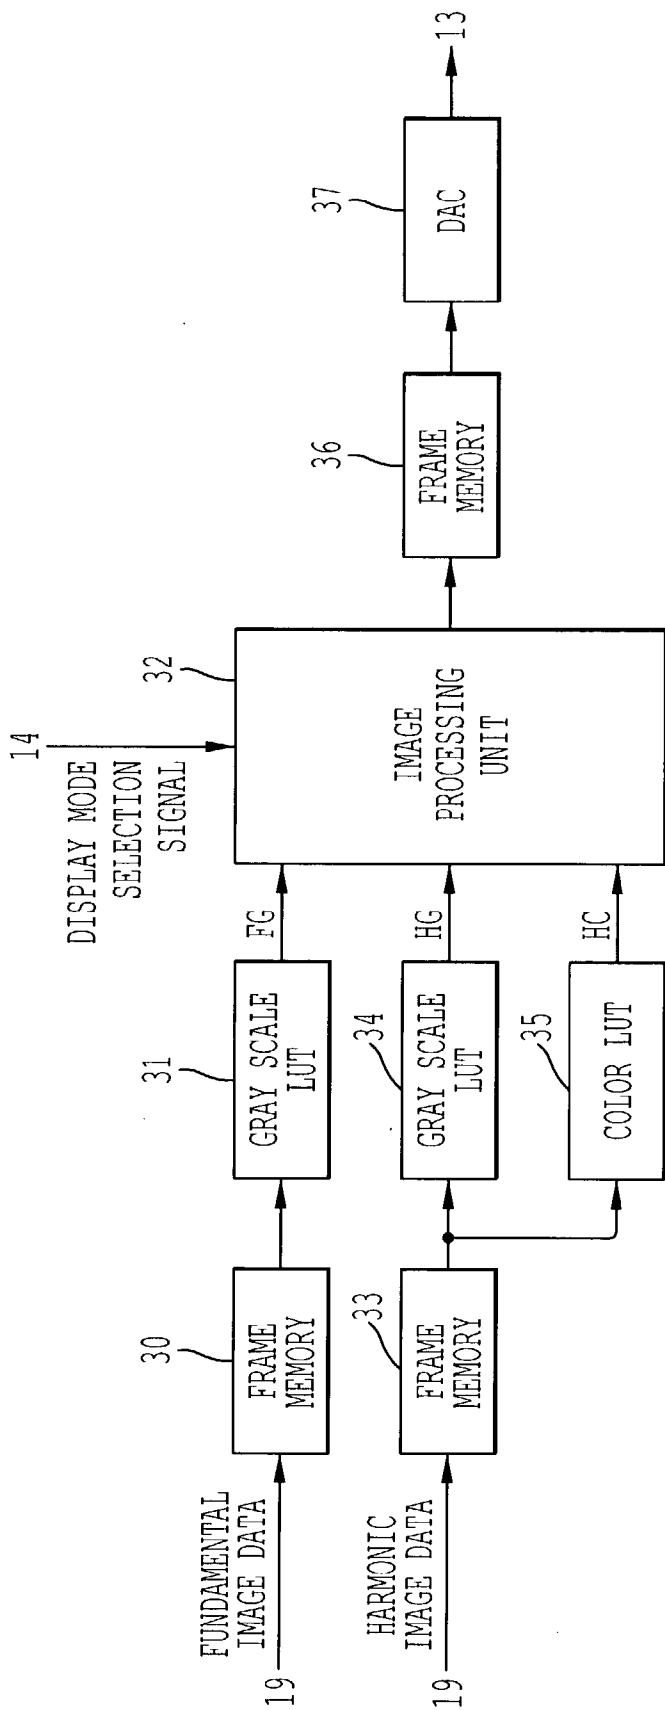 19
FUNDAMENTAL
IMAGE DATA
30
FRAME
MEMORY
31
GRAY SCALE
LUT
FG
14
DISPLAY MODE
SELECTION
SIGNAL
32
IMAGE
PROCESSING
UNIT
19
HARMONIC
IMAGE DATA
33
FRAME
MEMORY
34
GRAY SCALE
LUT
HG
35
COLOR LUT
HC
36
FRAME
MEMORY
37
DAC
13